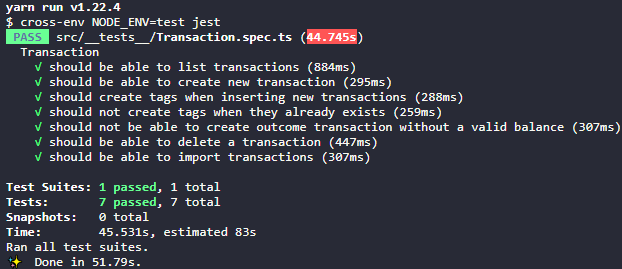 yarn run v1.22.4
$ cross-env NODE_ENV=test jest
PASS src/__tests__/Transaction.spec.ts (44.745s)
Transaction
√ should be able to list transactions (884ms)
√ should be able to create new transaction (295ms)
√ should create tags when inserting new transactions (288ms)
√ should not create tags when they already exists (259ms)
√ should not be able to create outcome transaction without a valid balance (307ms)
√ should be able to delete a transaction (447ms)
√ should be able to import transactions (307ms)
Test Suites: 1 passed, 1 total
Tests: 7 passed, 7 total
Snapshots: 0 total
Time: 45.531s, estimated 83s
Ran all test suites.
✨ Done in 51.79s.